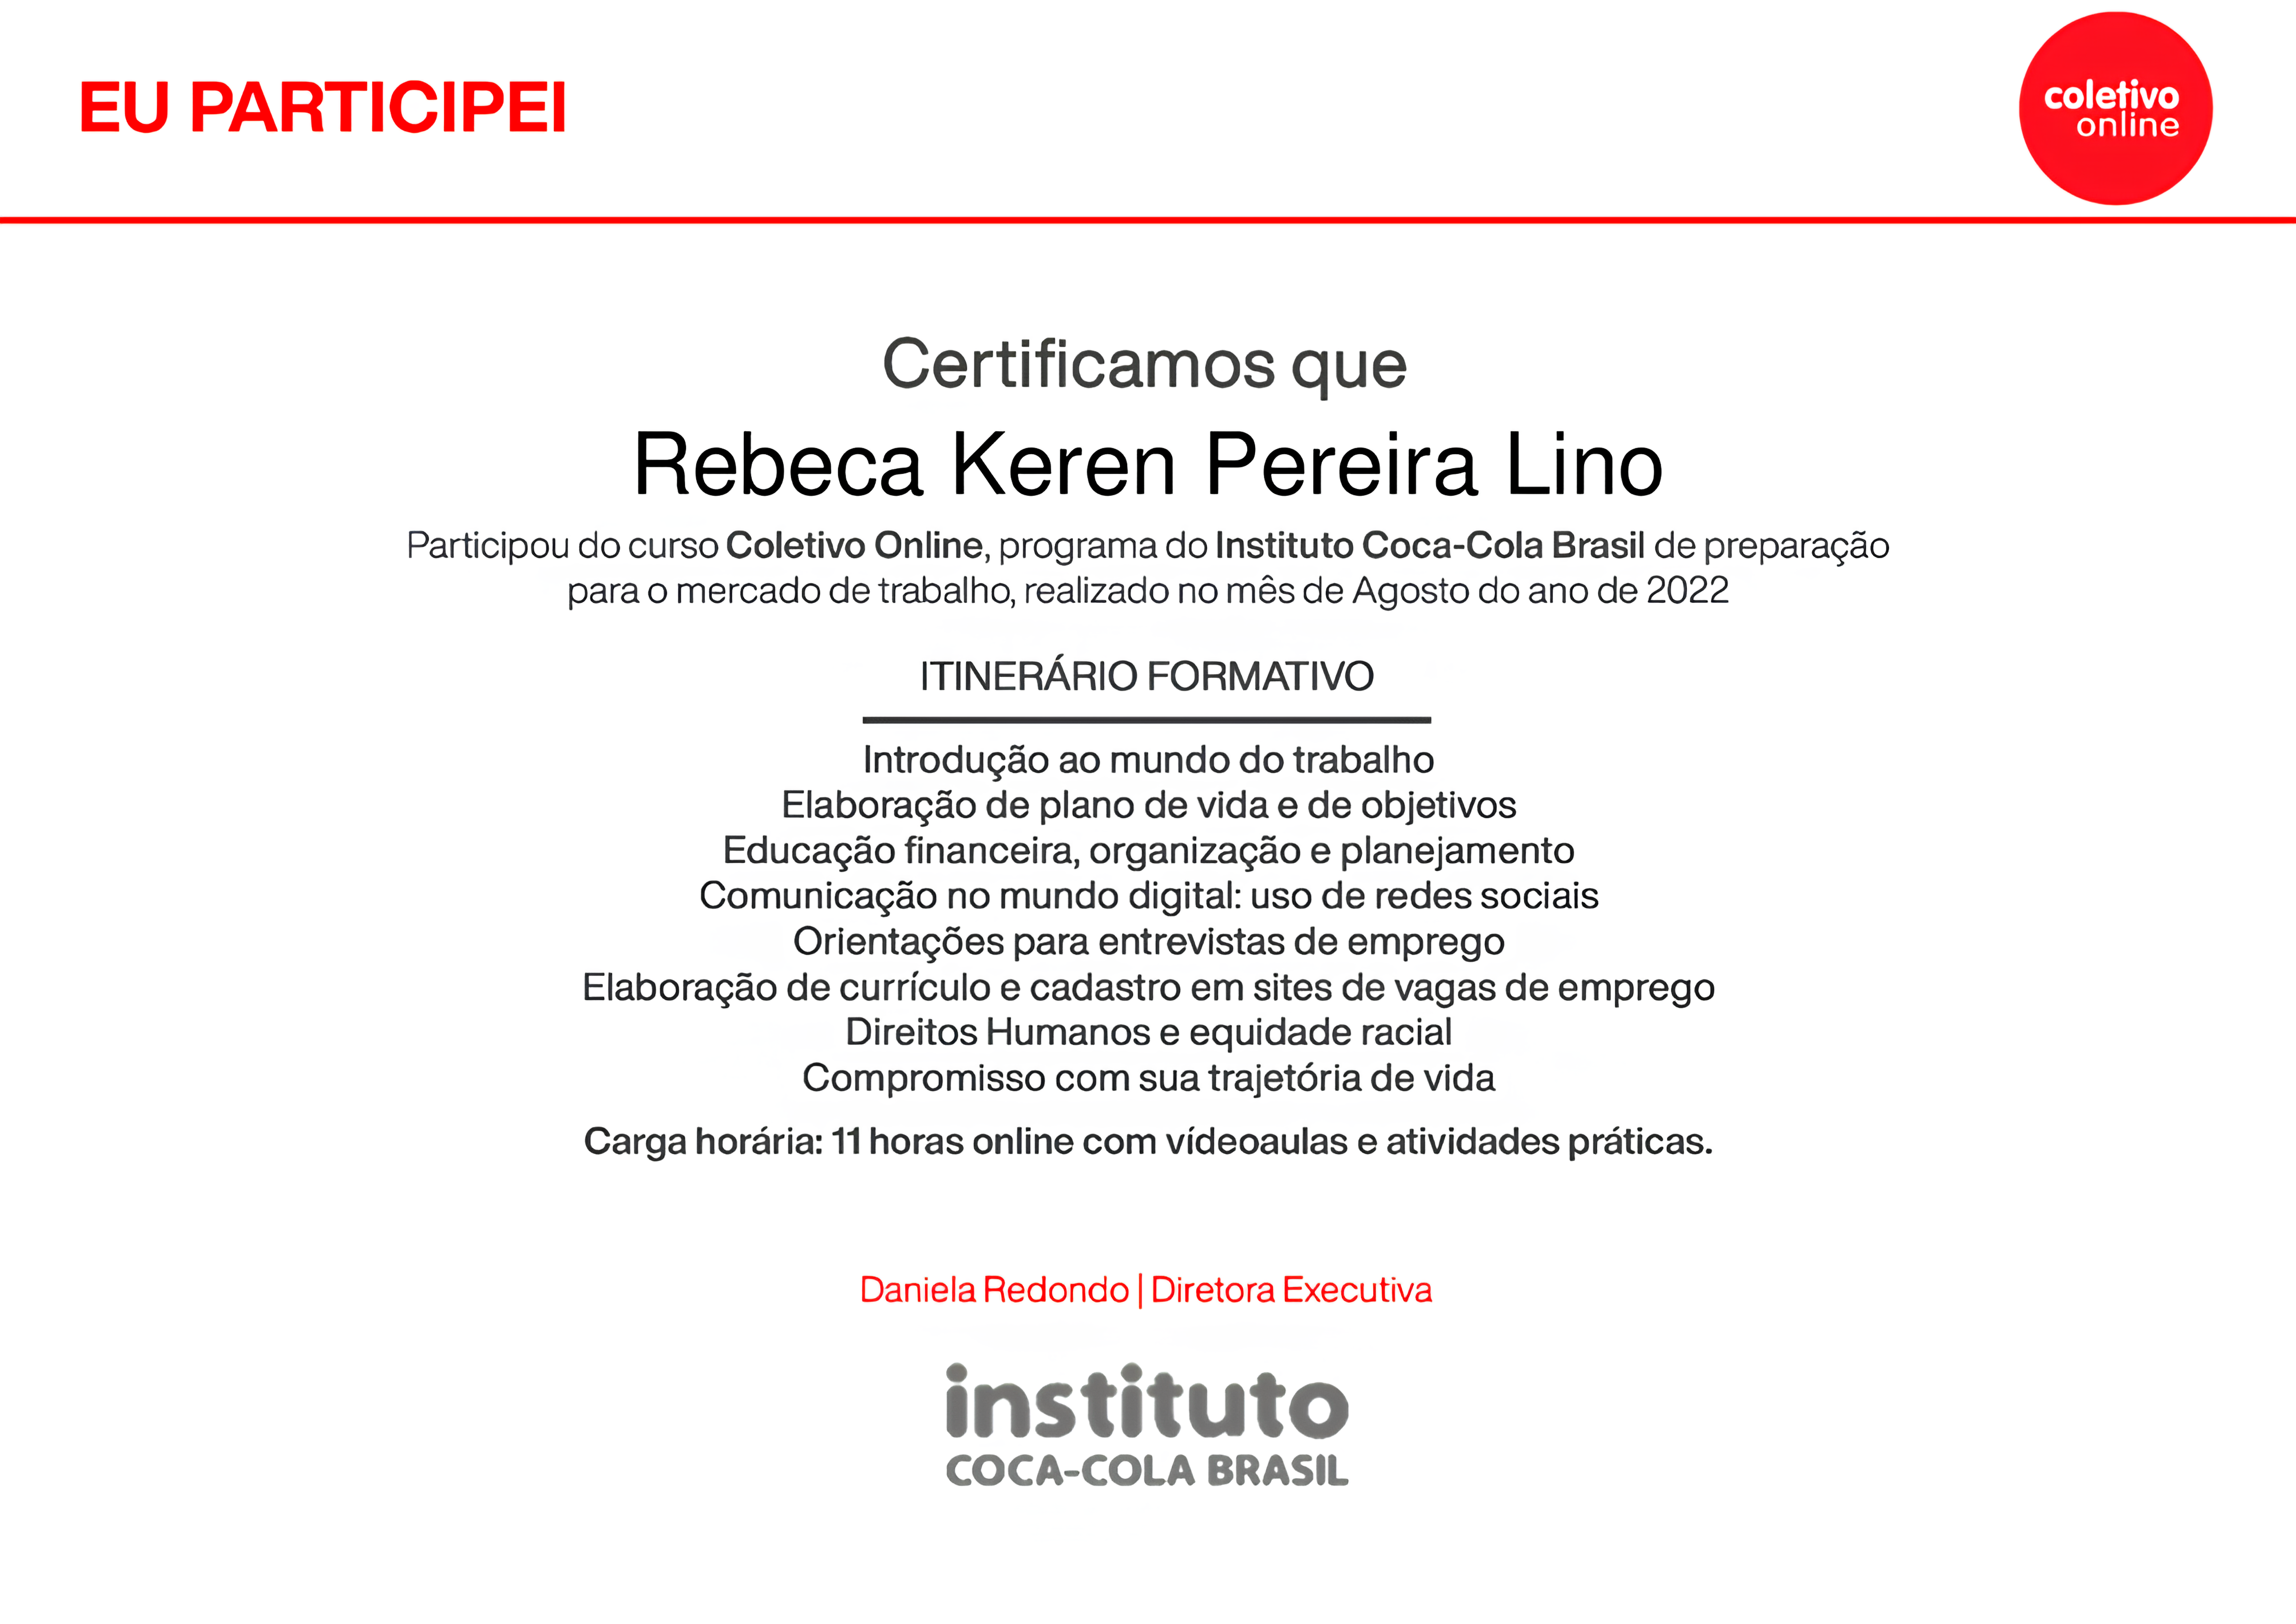 EU PARTICIPEI
coletivo
online
Certificamos que
Rebeca Keren Pereira Lino
Participou do curso Coletivo Online, programa do Instituto Coca-Cola Brasil de preparação
para o mercado de trabalho, realizado no mês de Agosto do ano de 2022
ITINERÁRIO FORMATIVO
Introdução ao mundo do trabalho
Elaboração de plano de vida e de objetivos
Educação financeira, organização e planejamento
Comunicação no mundo digital: uso de redes sociais
Orientações para entrevistas de emprego
Elaboração de currículo e cadastro em sites de vagas de emprego
Direitos Humanos e equidade racial
Compromisso com sua trajetória de vida
Carga horária: 11 horas online com vídeoaulas e atividades práticas.
Daniela Redondo | Diretora Executiva
instituto
COCA-COLA BRASIL